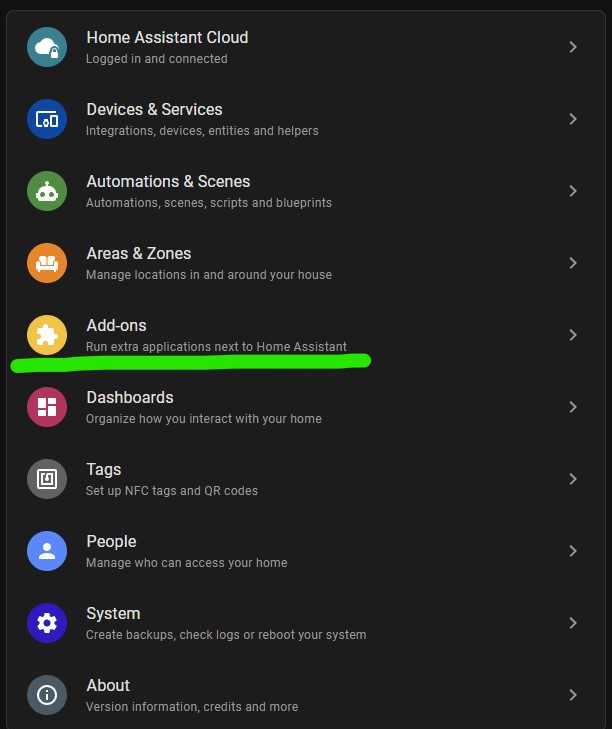 Home Assistant Cloud
Logged in and connected
Devices & Services
Integrations, devices, entities and helpers
Automations & Scenes
Automations, scenes, scripts and blueprints
Areas & Zones
Manage locations in and around your house
Add-ons
Run extra applications next to Home Assistant
Dashboards
Organize how you interact with your home
Tags
Set up NFC tags and QR codes
People
Manage who can access your home
System
Create backups, check logs or reboot your system
About
Version information, credits and more